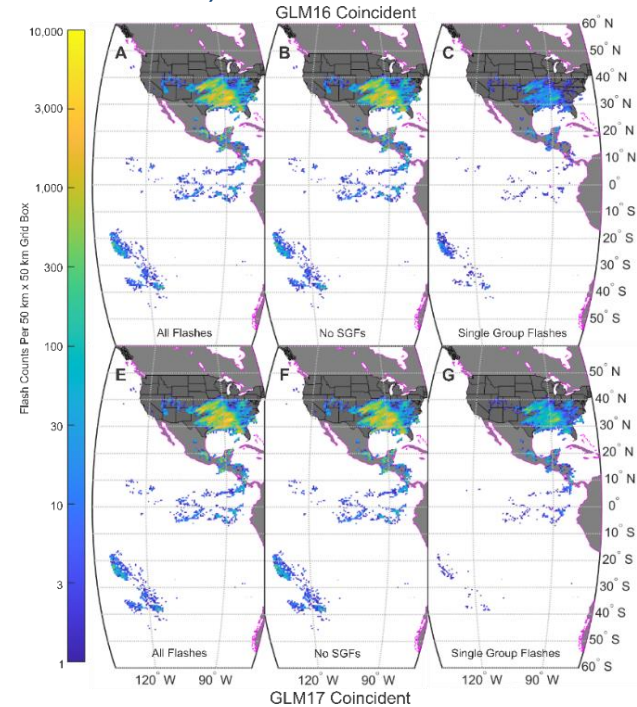 GLM16 Coincident
10,000
3,000
1,000
300
100
30
10
3
1
Flash Counts Per 50 km x 50 km Grid Box
A
B
C
60° N
50° N
40° N
30° N
20° N
10° N
0°
10° S
20° S
30° S
40° S
50° S
All Flashes
No SGFs
Single Group Flashes
E
F
G
60° N
50° N
40° N
30° N
20° N
10° N
0°
10° S
20° S
30° S
40° S
50° S
60° S
All Flashes
No SGFs
Single Group Flashes
120° W 90° W
120° W 90° W
120° W 90° W
GLM17 Coincident